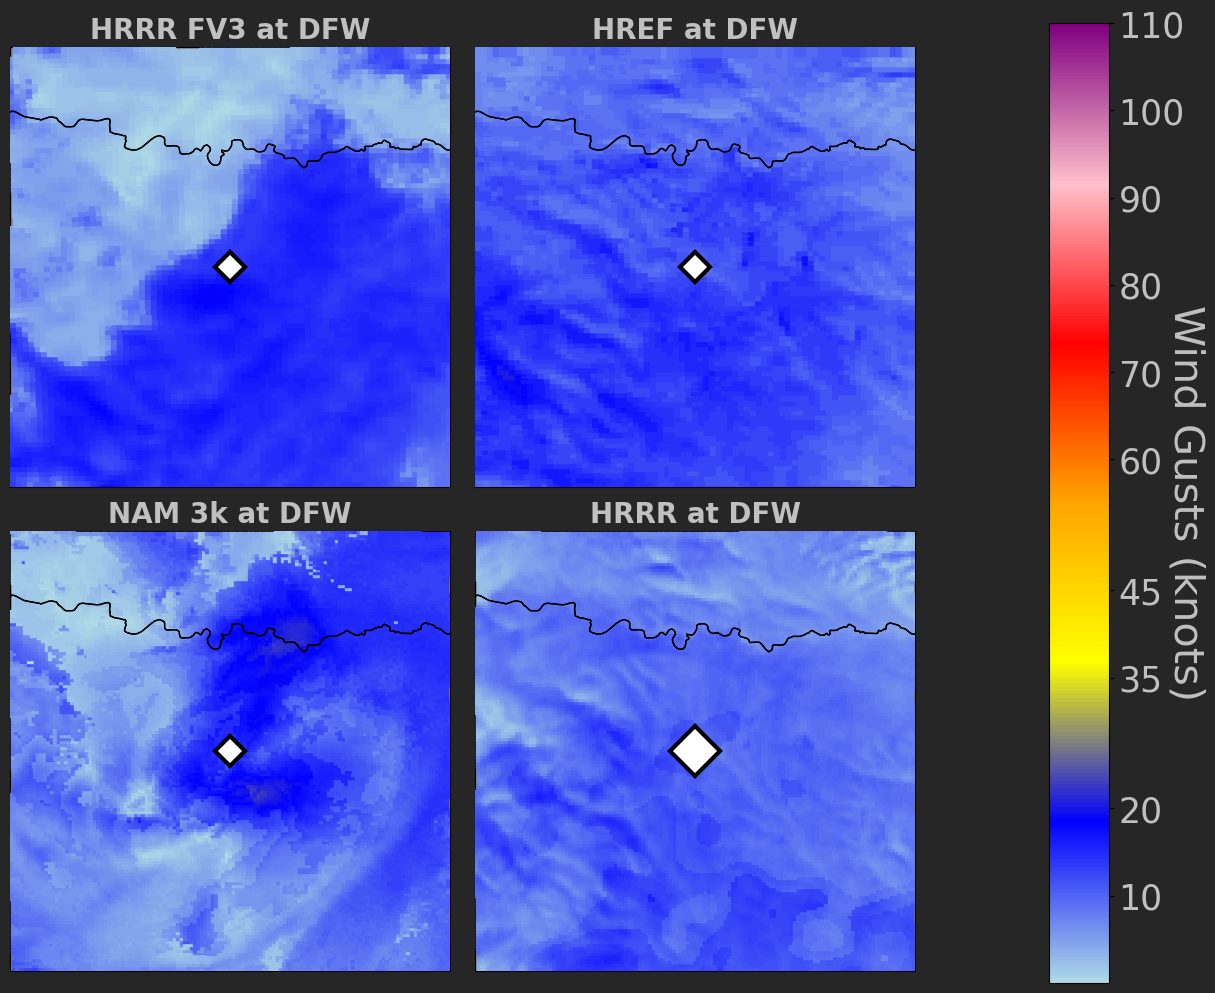 HRRR FV3 at DFW
HREF at DFW
NAM 3k at DFW
HRRR at DFW
110
100
90
80
70
60
45
35
20
10
Wind Gusts (knots)